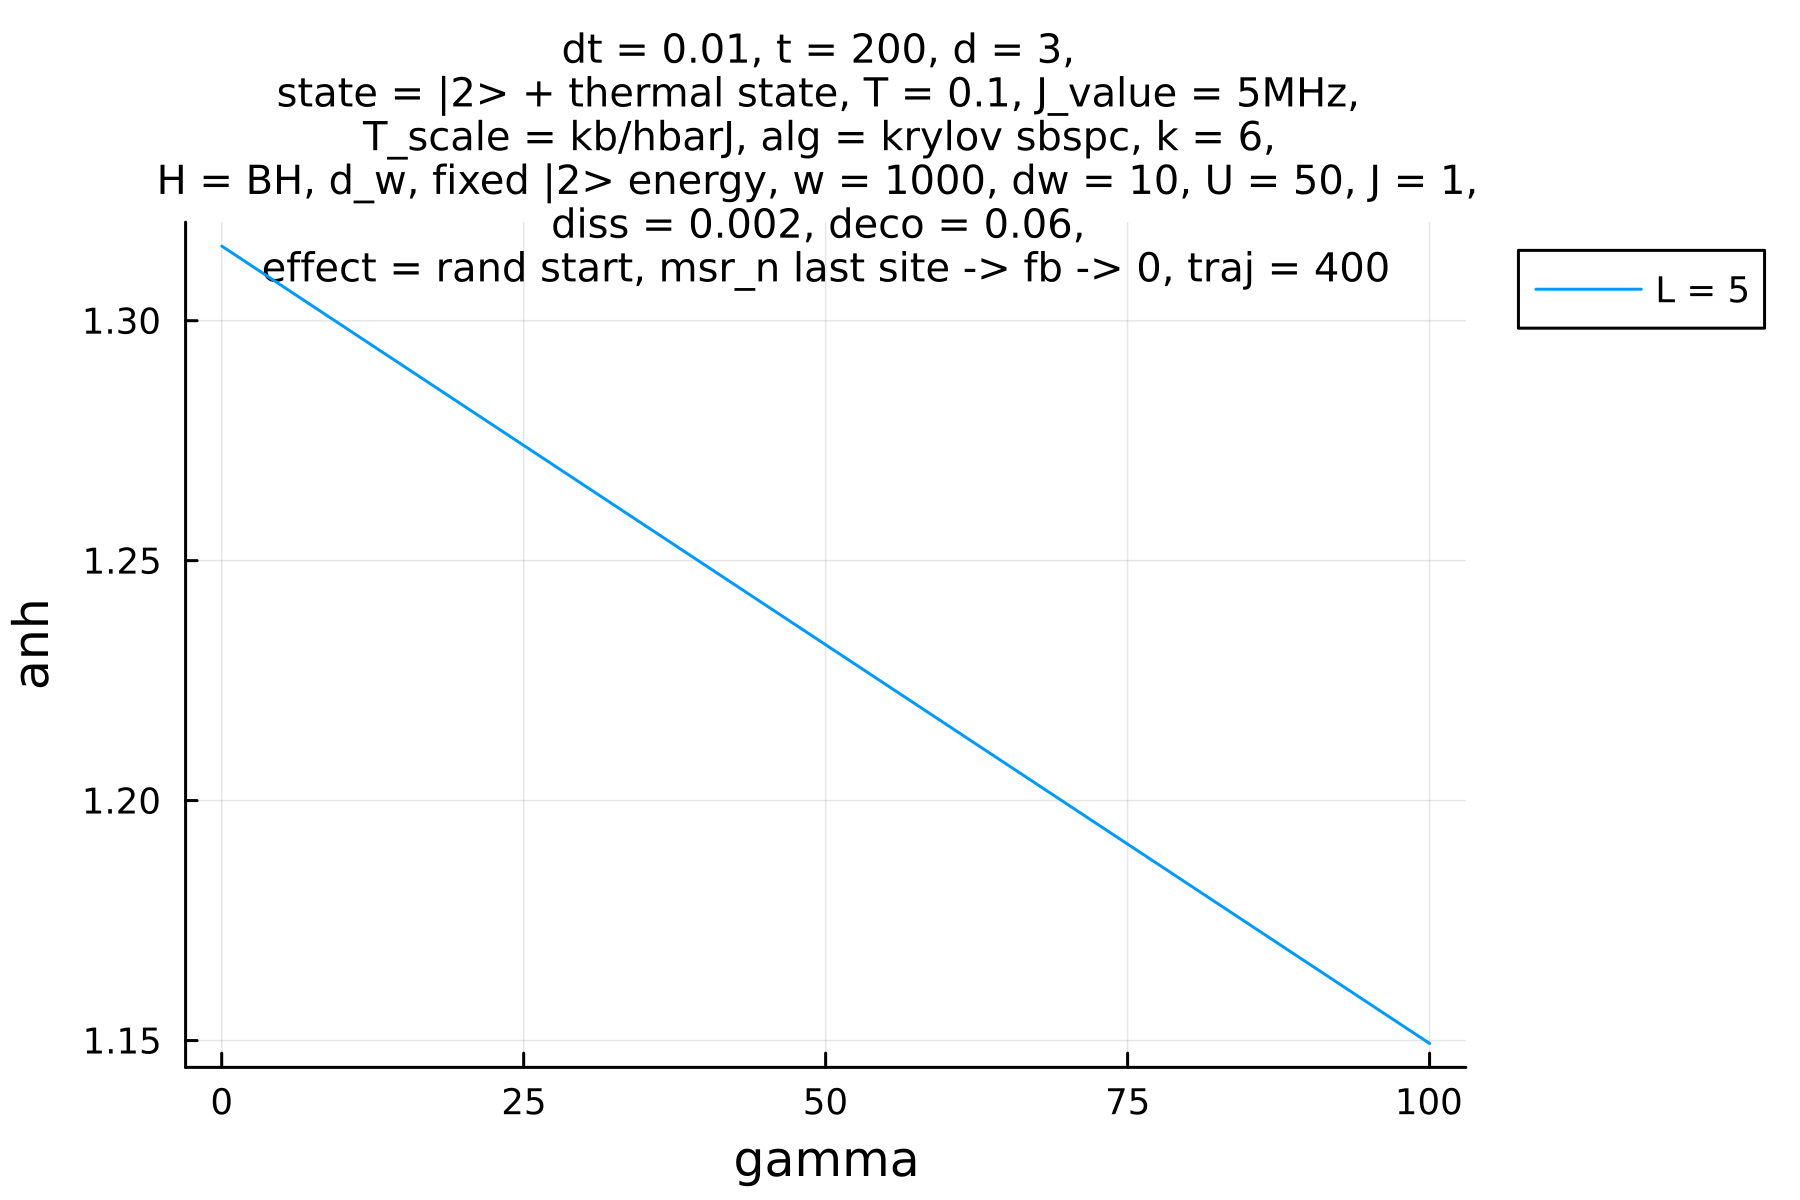 dt = 0.01, t = 200, d = 3,
state = |2> + thermal state, T = 0.1, J_value = 5MHz,
T_scale = kb/hbarJ, alg = krylov sbspc, k = 6,
H = BH, d_w, fixed |2> energy, w = 1000, dw = 10, U = 50, J = 1,
diss = 0.002, deco = 0.06,
effect = rand start, msr_n last site -> fb -> 0, traj = 400
L = 5
1.30
1.25
1.20
1.15
anh
0 25 50 75 100
gamma